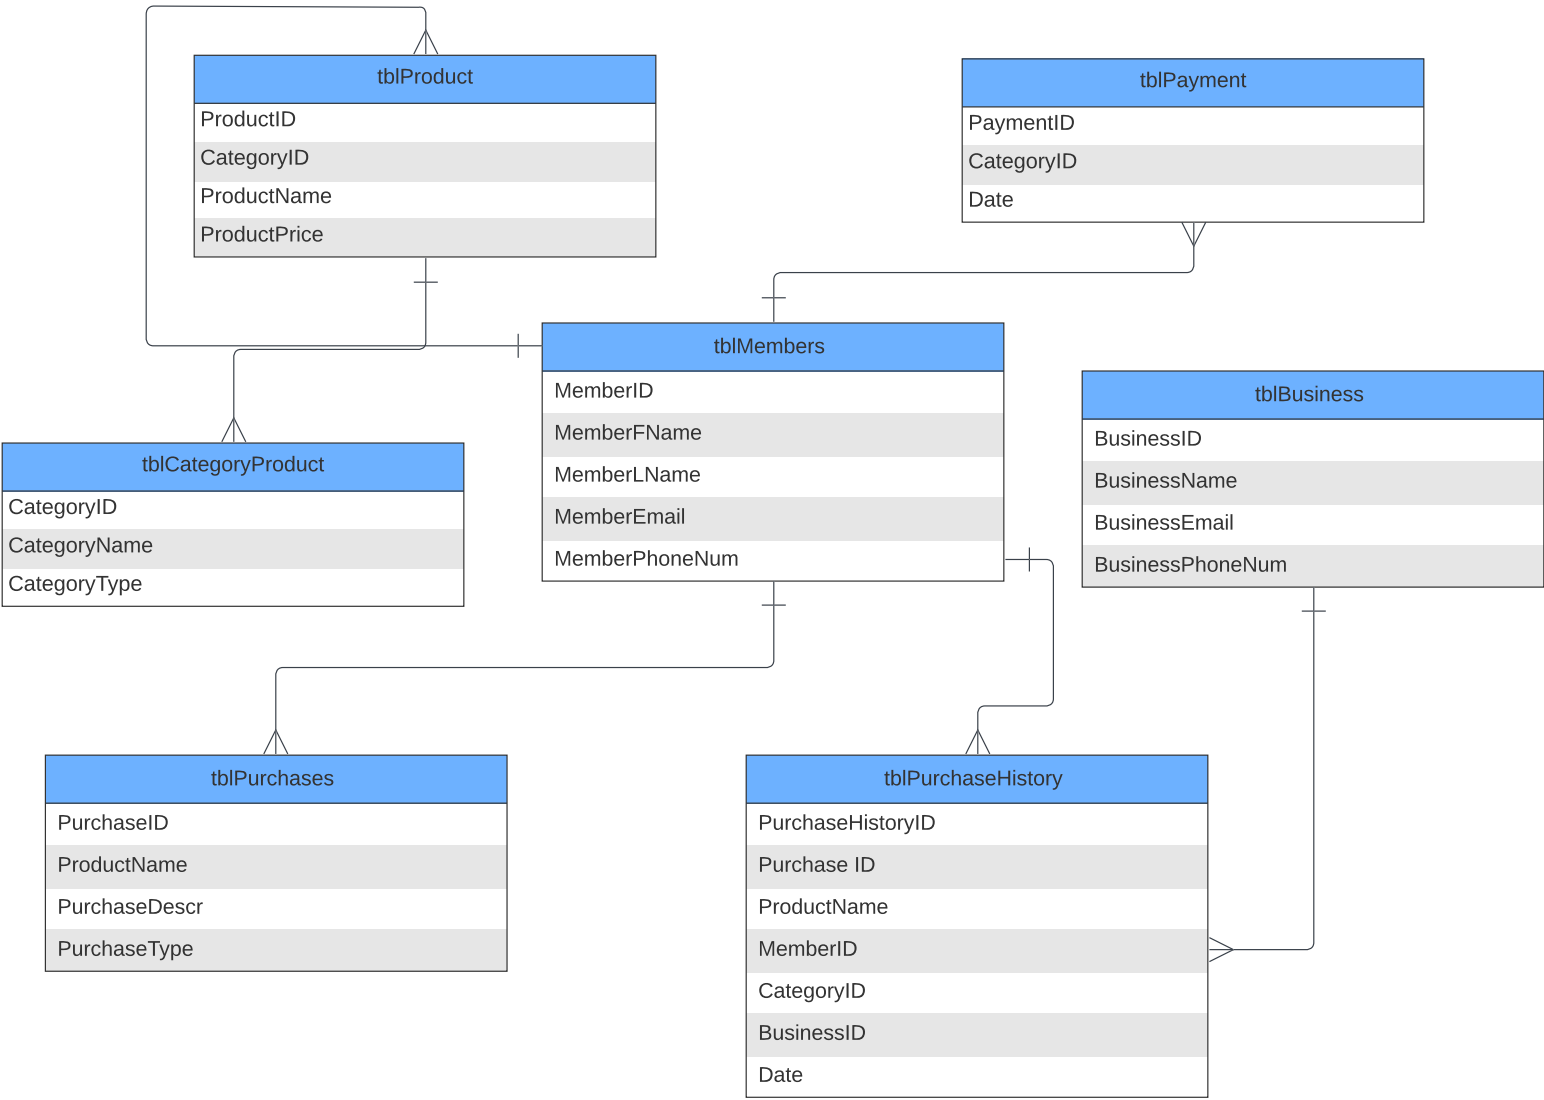 tblProduct
ProductID
CategoryID
ProductName
ProductPrice
tblPayment
PaymentID
CategoryID
Date
tblMembers
MemberID
MemberFName
MemberLName
MemberEmail
MemberPhoneNum
tblBusiness
BusinessID
BusinessName
BusinessEmail
BusinessPhoneNum
tblCategoryProduct
CategoryID
CategoryName
CategoryType
tblPurchases
PurchaseID
ProductName
PurchaseDescr
PurchaseType
tblPurchaseHistory
PurchaseHistoryID
Purchase ID
ProductName
MemberID
CategoryID
BusinessID
Date